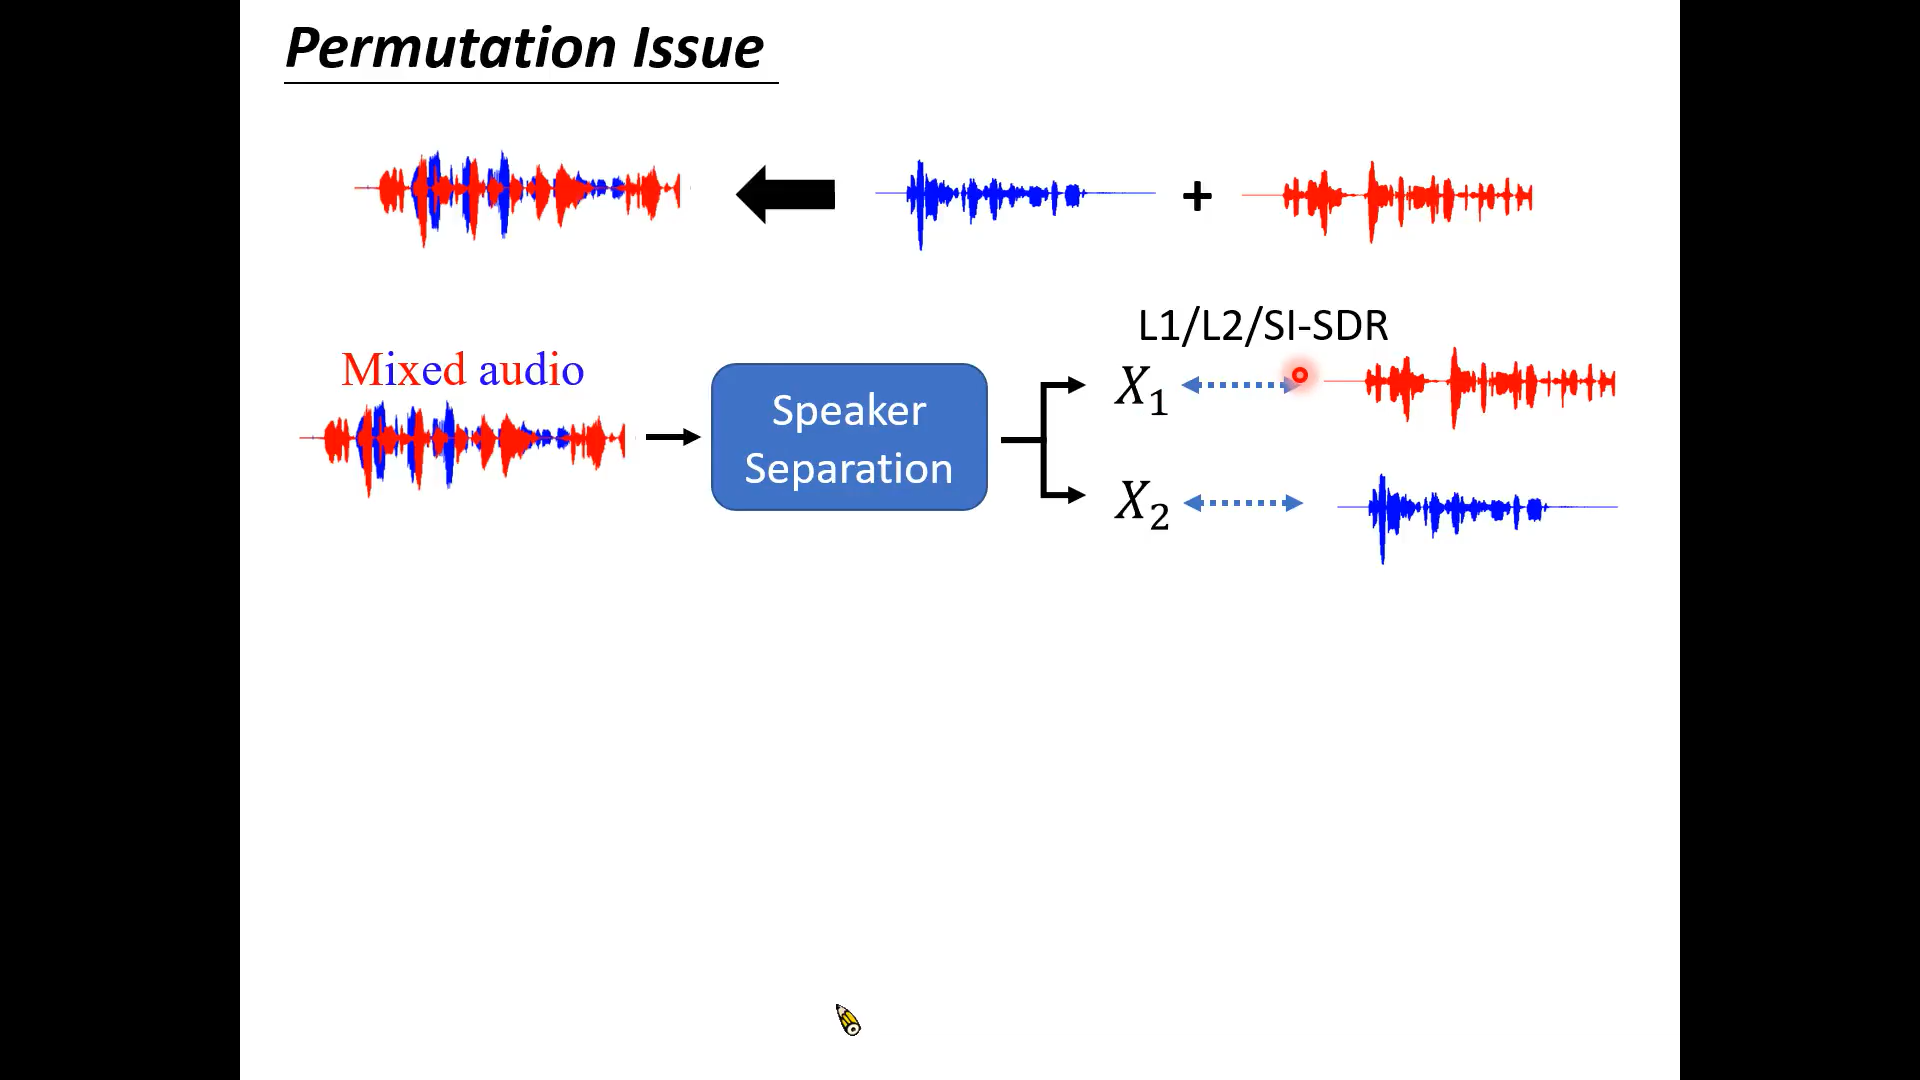 Permutation Issue
+
L1/L2/SI-SDR
Mixed audio
Speaker
Separation
X₁
X₂